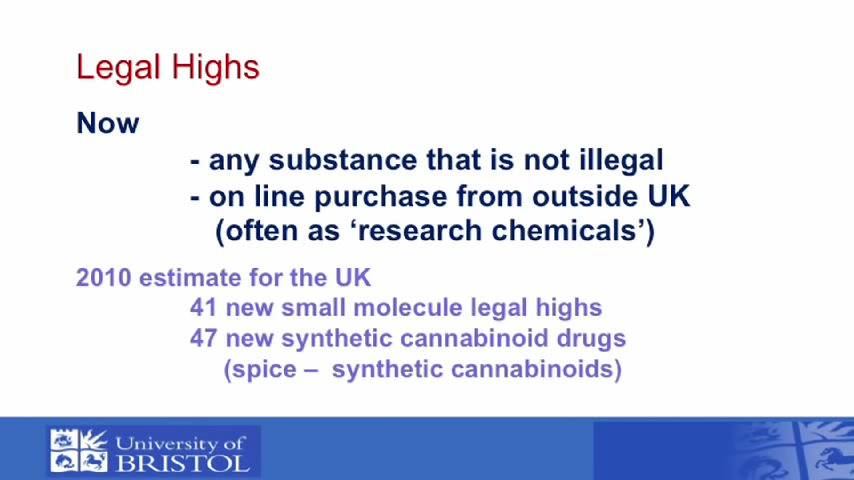 Legal Highs
Now
- any substance that is not illegal
- on line purchase from outside UK
(often as ‘research chemicals’)
2010 estimate for the UK
41 new small molecule legal highs
47 new synthetic cannabinoid drugs
(spice – synthetic cannabinoids)
University of
BRISTOL